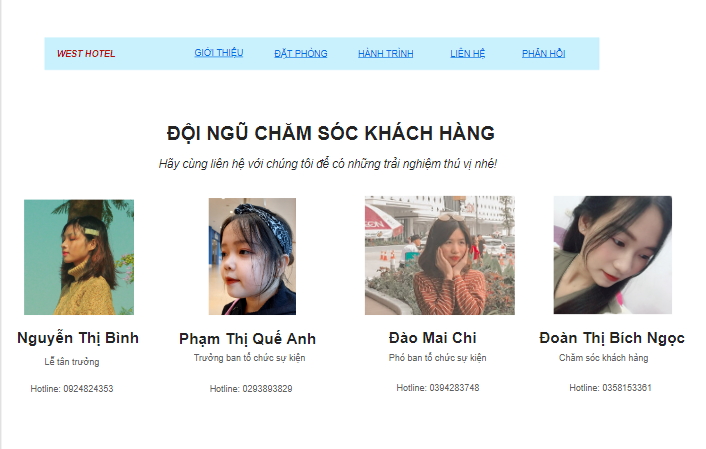 WEST HOTEL GIỚI THIỆU ĐẶT PHÒNG HÀNH TRÌNH LIÊN HỆ PHẢN HỒI
ĐỘI NGŨ CHĂM SÓC KHÁCH HÀNG
Hãy cùng liên hệ với chúng tôi để có những trải nghiệm thú vị nhé!
Nguyễn Thị Bình
Lễ tân trưởng
Hotline: 0924824353
Phạm Thị Quế Anh
Trưởng ban tổ chức sự kiện
Hotline: 0293893829
Đào Mai Chi
Phó ban tổ chức sự kiện
Hotline: 0394283748
Đoàn Thị Bích Ngọc
Chăm sóc khách hàng
Hotline: 0358153361